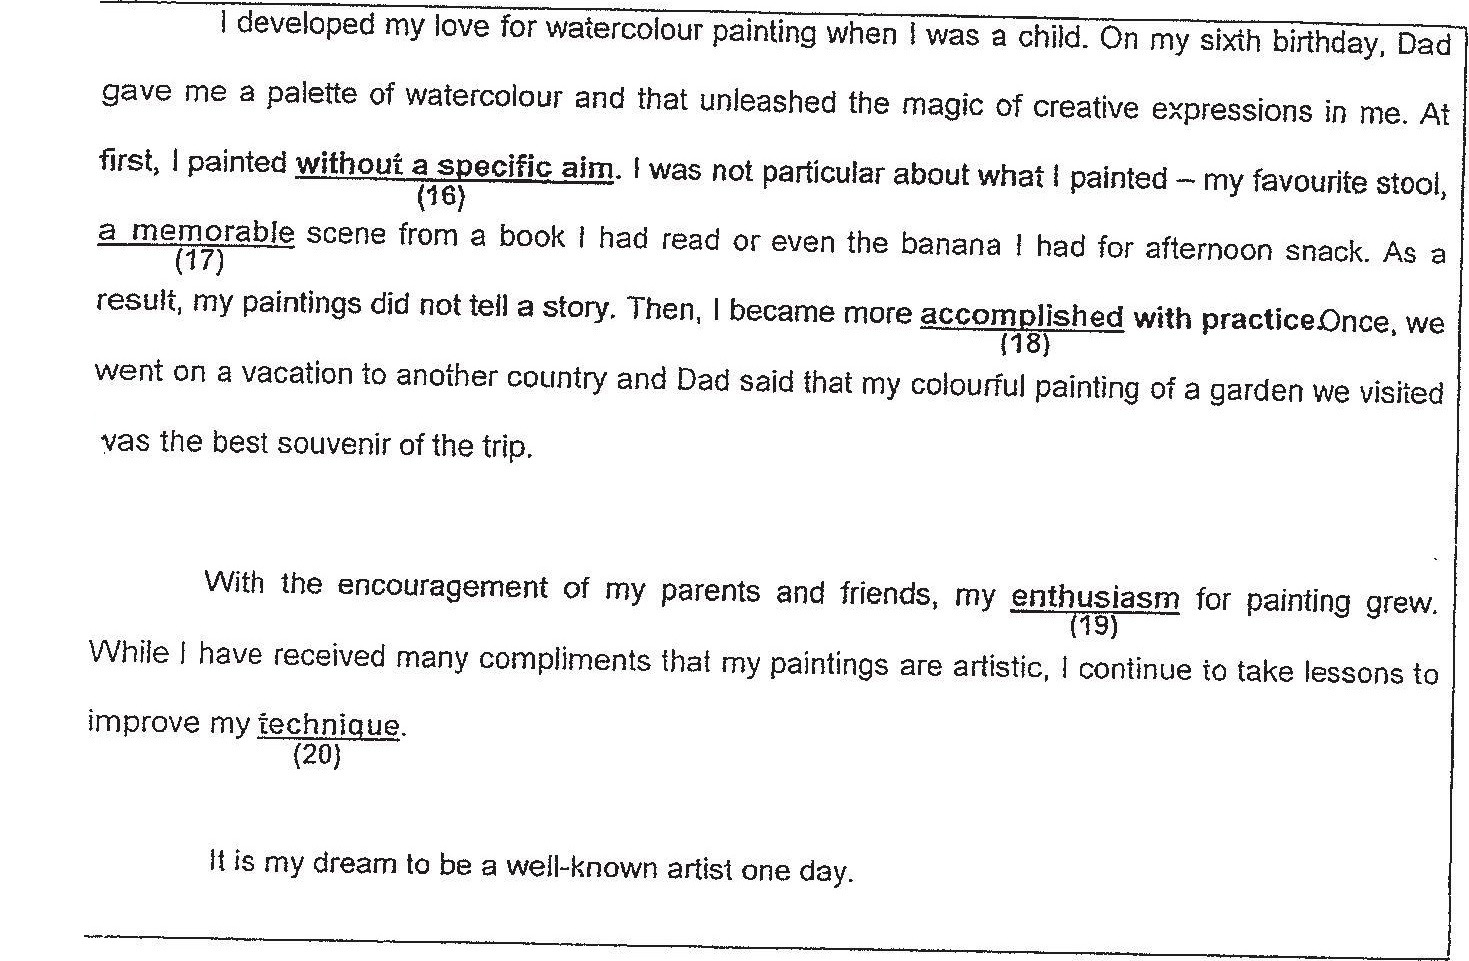 I developed my love for watercolour painting when I was a child. On my sixth birthday, Dad
gave me a palette of watercolour and that unleashed the magic of creative expressions in me. At
first, I painted without a specific aim. I was not particular about what I painted – my favourite stool,
(16)
a memorable scene from a book I had read or even the banana I had for afternoon snack. As a
(17)
result, my paintings did not tell a story. Then, I became more accomplished with practice.Once, we
(18)
went on a vacation to another country and Dad said that my colourful painting of a garden we visited
vas the best souvenir of the trip.
With the encouragement of my parents and friends, my enthusiasm for painting grew.
(19)
While I have received many compliments that my paintings are artistic, I continue to take lessons to
improve my technique.
(20)
It is my dream to be a well-known artist one day.